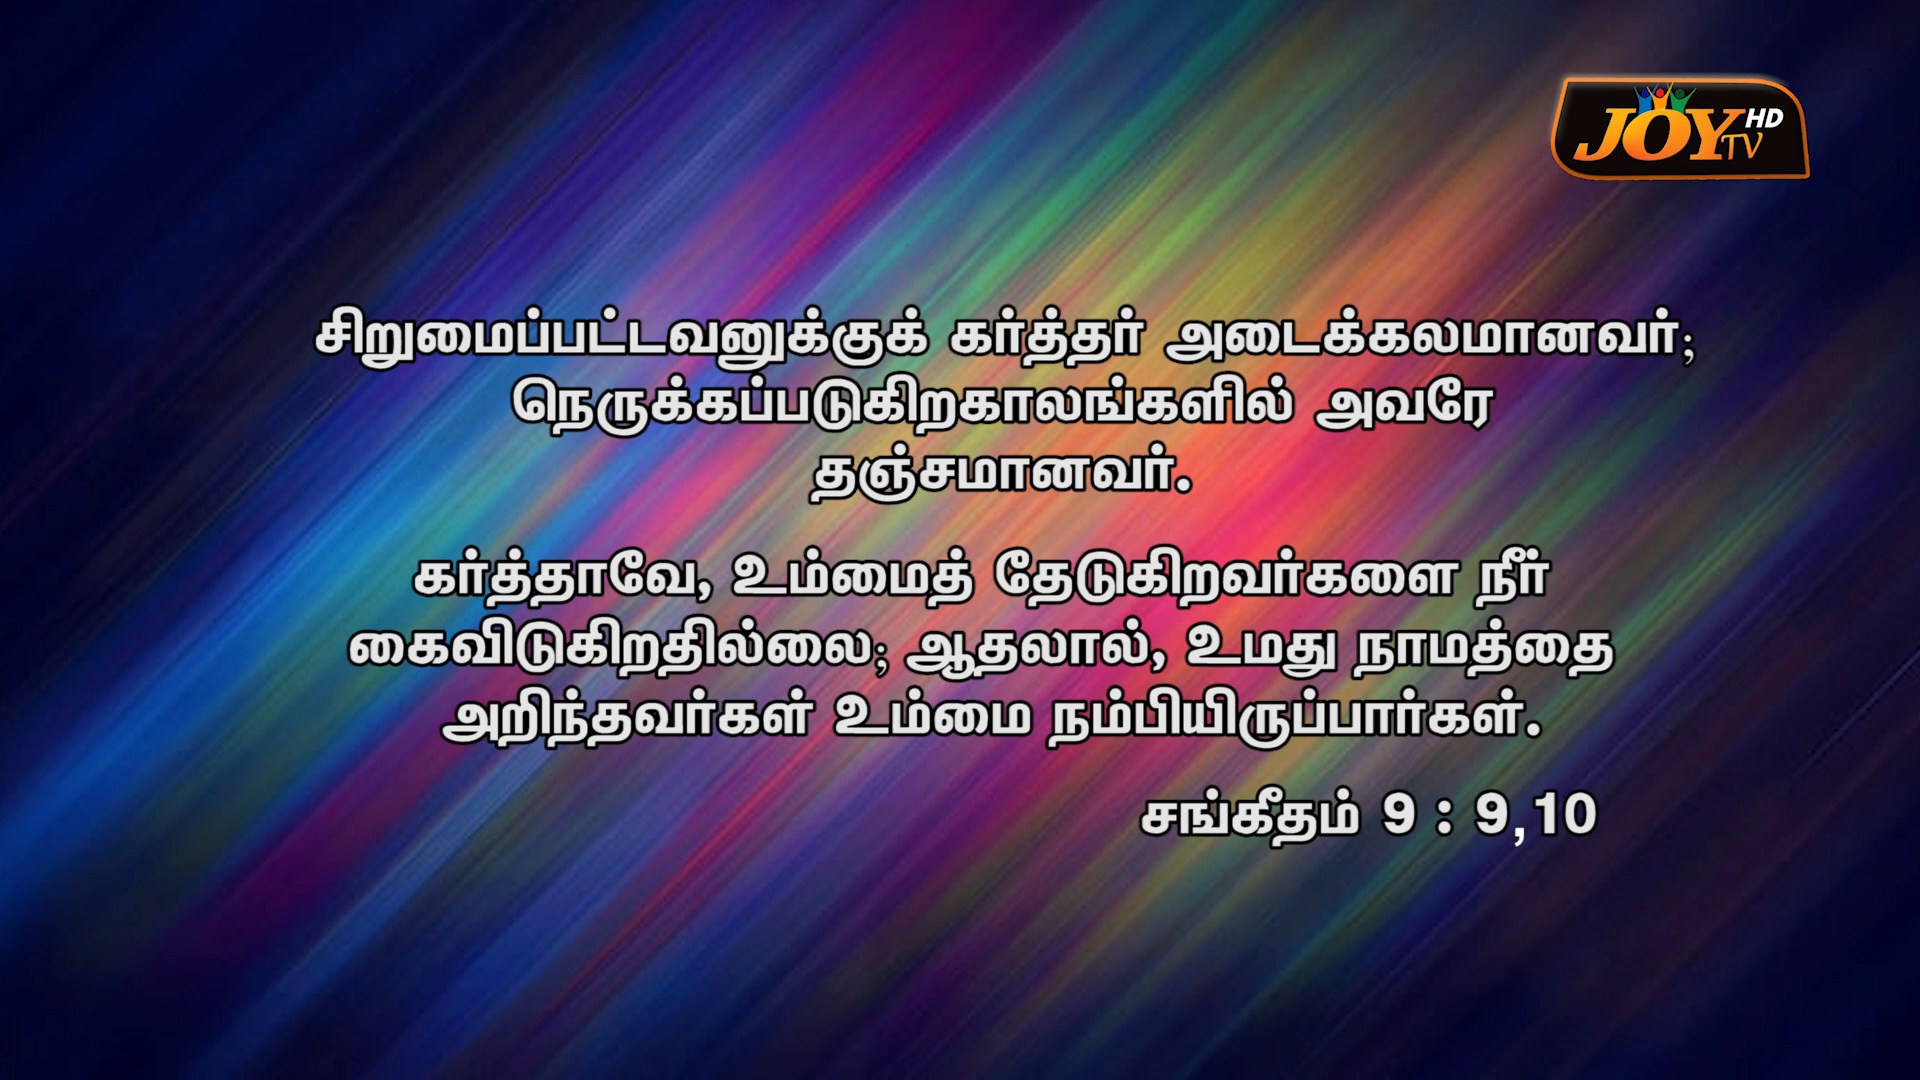 JOY HD
TV
சிறுமைப்பட்டவனுக்குக் கர்த்தர் அடைக்கலமானவர்;
நெருக்கப்படுகிறகாலங்களில் அவரே
தஞ்சமானவர்.
கர்த்தாவே, உம்மைத் தேடுகிறவர்களை நீர்
கைவிடுகிறதில்லை; ஆதலால், உமது நாமத்தை
அறிந்தவர்கள் உம்மை நம்பியிருப்பார்கள்.
சங்கீதம் 9 : 9,10